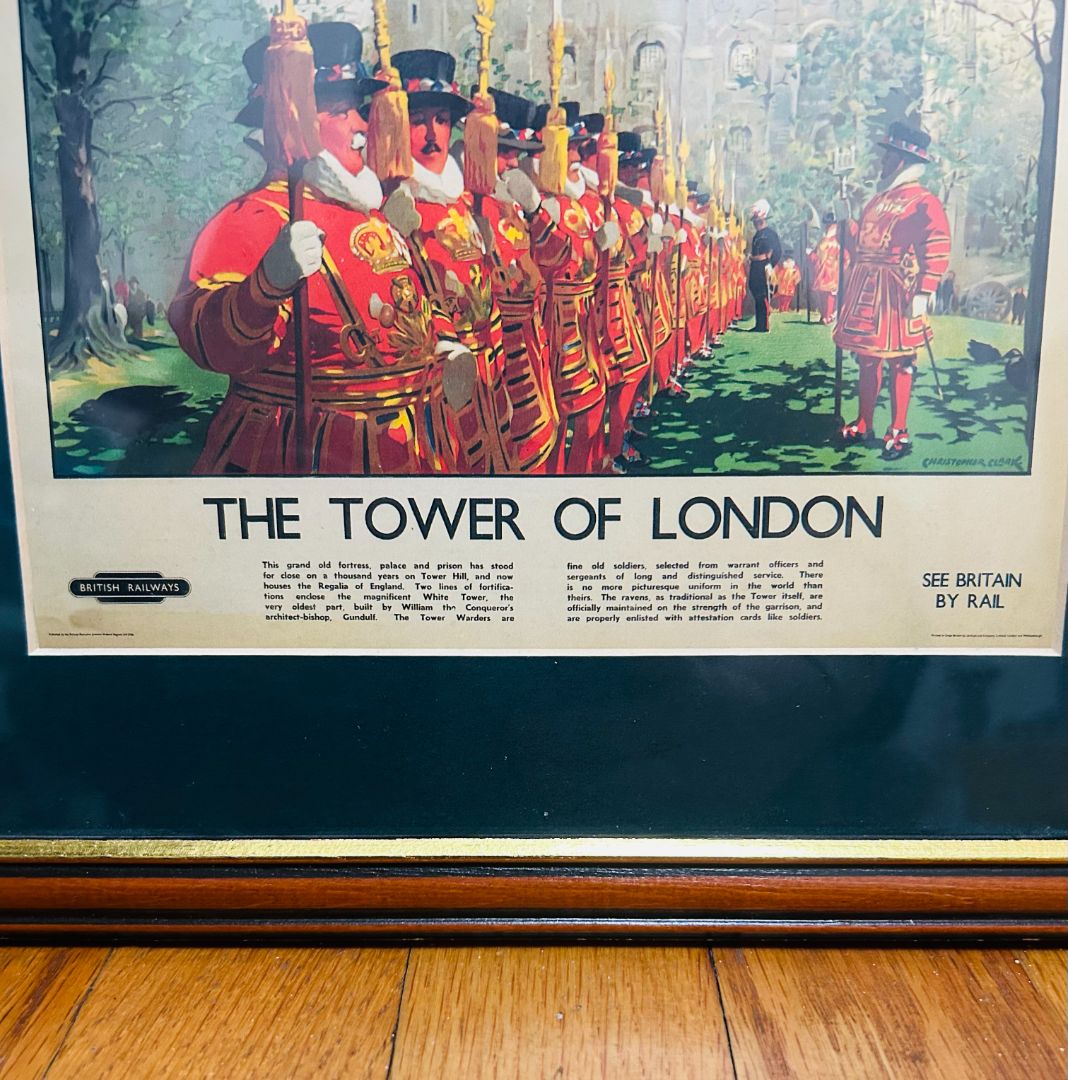 CHRISTOPHER CLARK
THE TOWER OF LONDON
BRITISH RAILWAYS
This grand old fortress, palace and prison has stood
for close on a thousand years on Tower Hill, and now
houses the Regalia of England. Two lines of fortifica-
tions enclose the magnificent White Tower, the
very oldest part, built by William the Conqueror's
architect-bishop, Gundulf. The Tower Warders are
fine old soldiers, selected from warrant officers and
sergeants of long and distinguished service. There
is no more picturesque uniform in the world than
theirs. The ravens, as traditional as the Tower itself, are
officially maintained on the strength of the garrison, and
are properly enlisted with attestation cards like soldiers.
SEE BRITAIN
BY RAIL